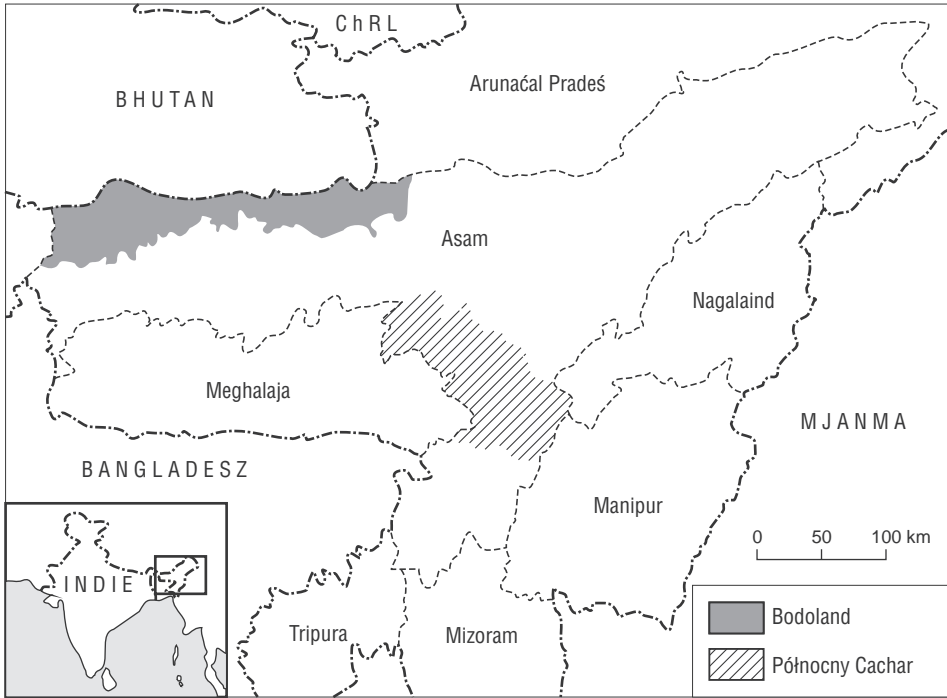 ChRL
BHUTAN
Arunaćal Pradeś
Asam
Nagalaind
Meghalaja
MJANMA
BANGLADESZ
Manipur
0 50 100 km
INDIE
Tripura
Mizoram
Bodoland
Północny Cachar